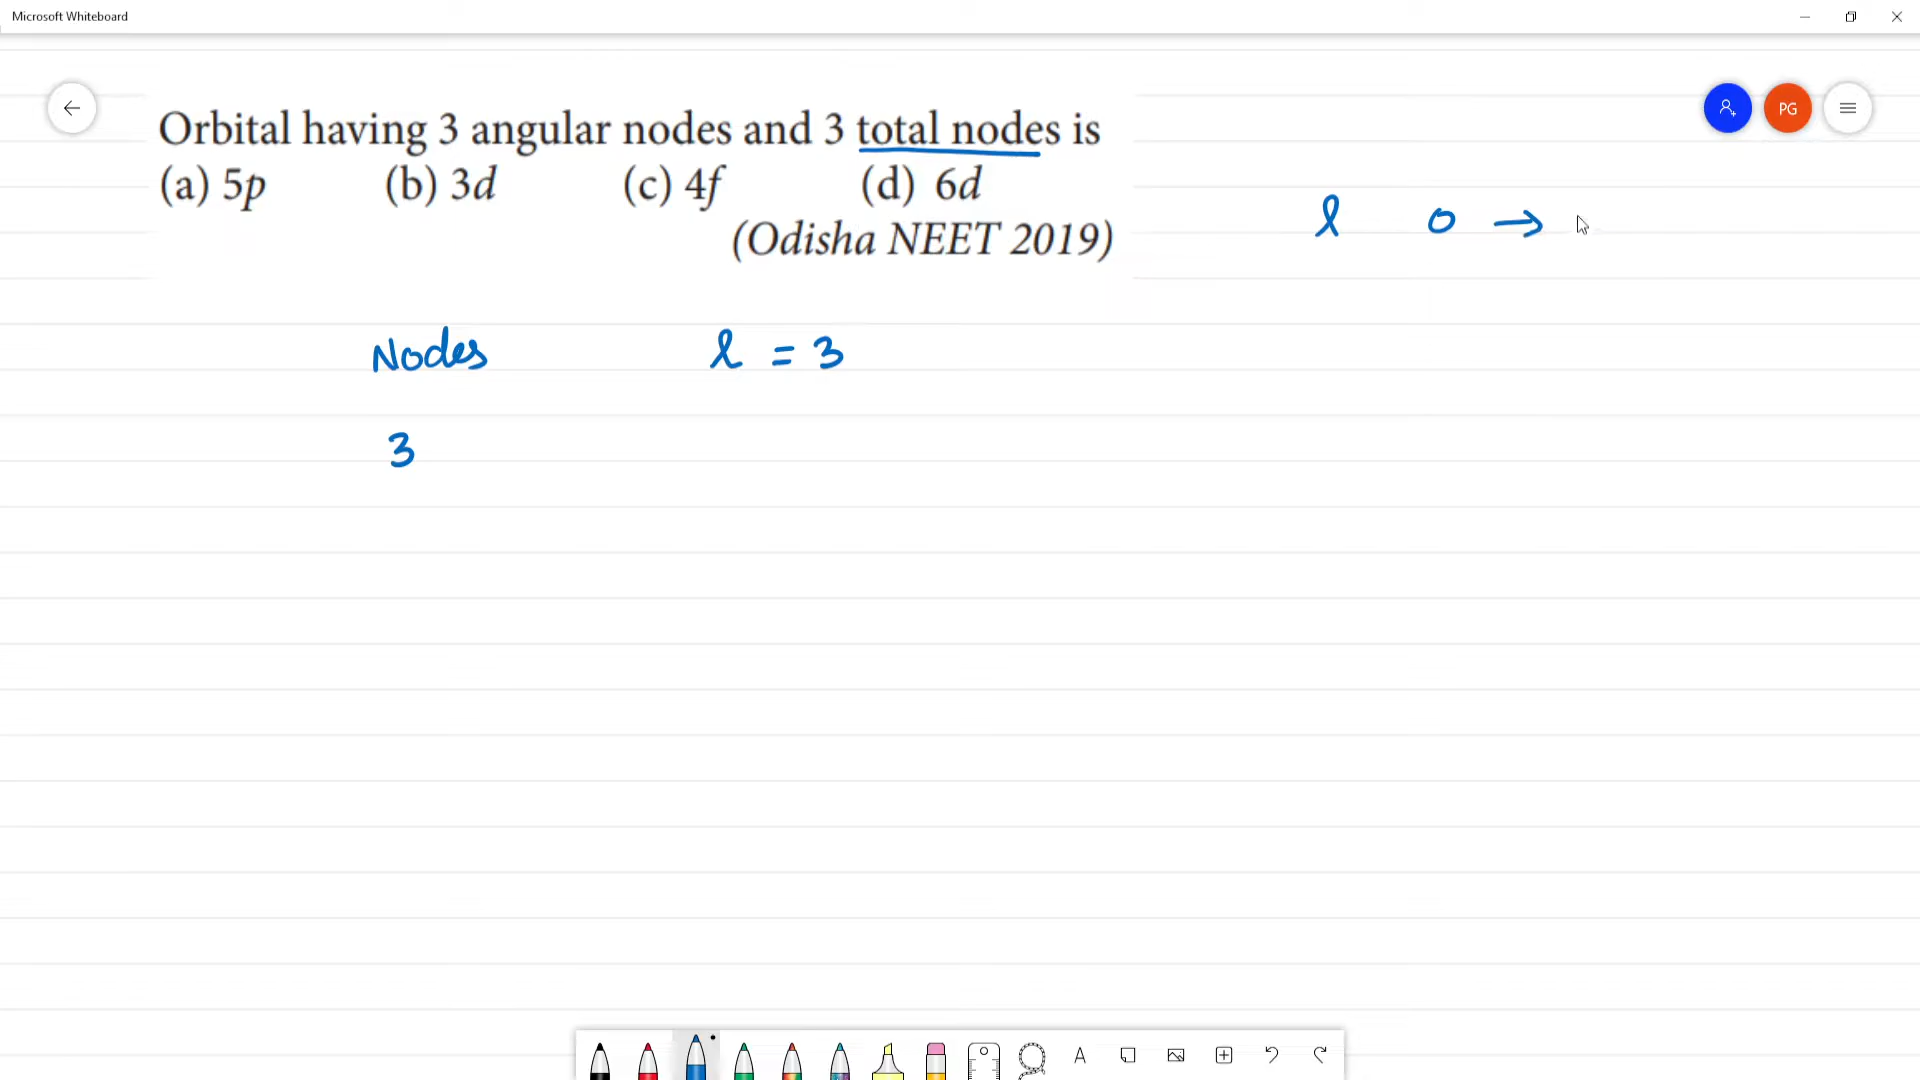 Microsoft Whiteboard
PG
Orbital having 3 angular nodes and 3 total nodes is
(a) 5p (b) 3d (c) 4f (d) 6d
(Odisha NEET 2019)
l 0 →
Nodes l = 3
3
A